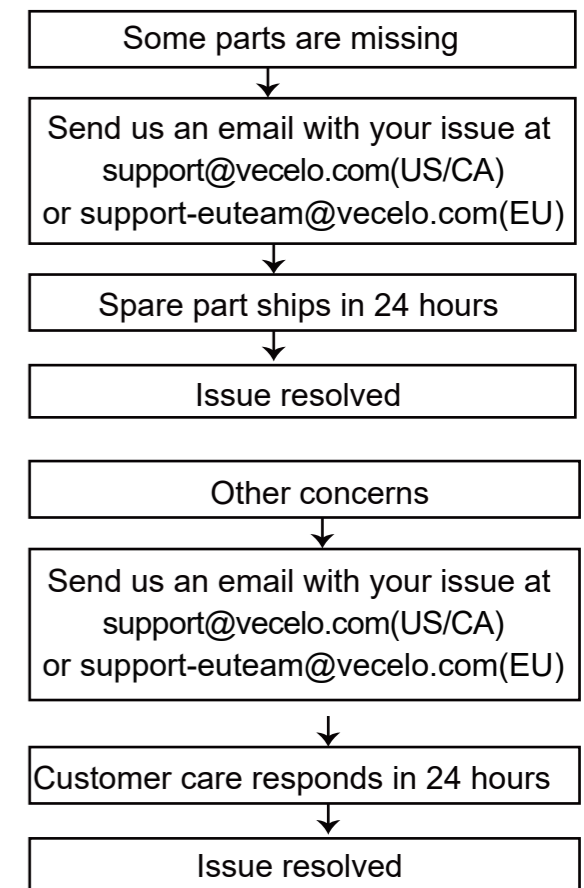 Some parts are missing
Send us an email with your issue at
support@vecelo.com(US/CA)
or support-euteam@vecelo.com(EU)
Spare part ships in 24 hours
Issue resolved
Other concerns
Send us an email with your issue at
support@vecelo.com(US/CA)
or support-euteam@vecelo.com(EU)
Customer care responds in 24 hours
Issue resolved